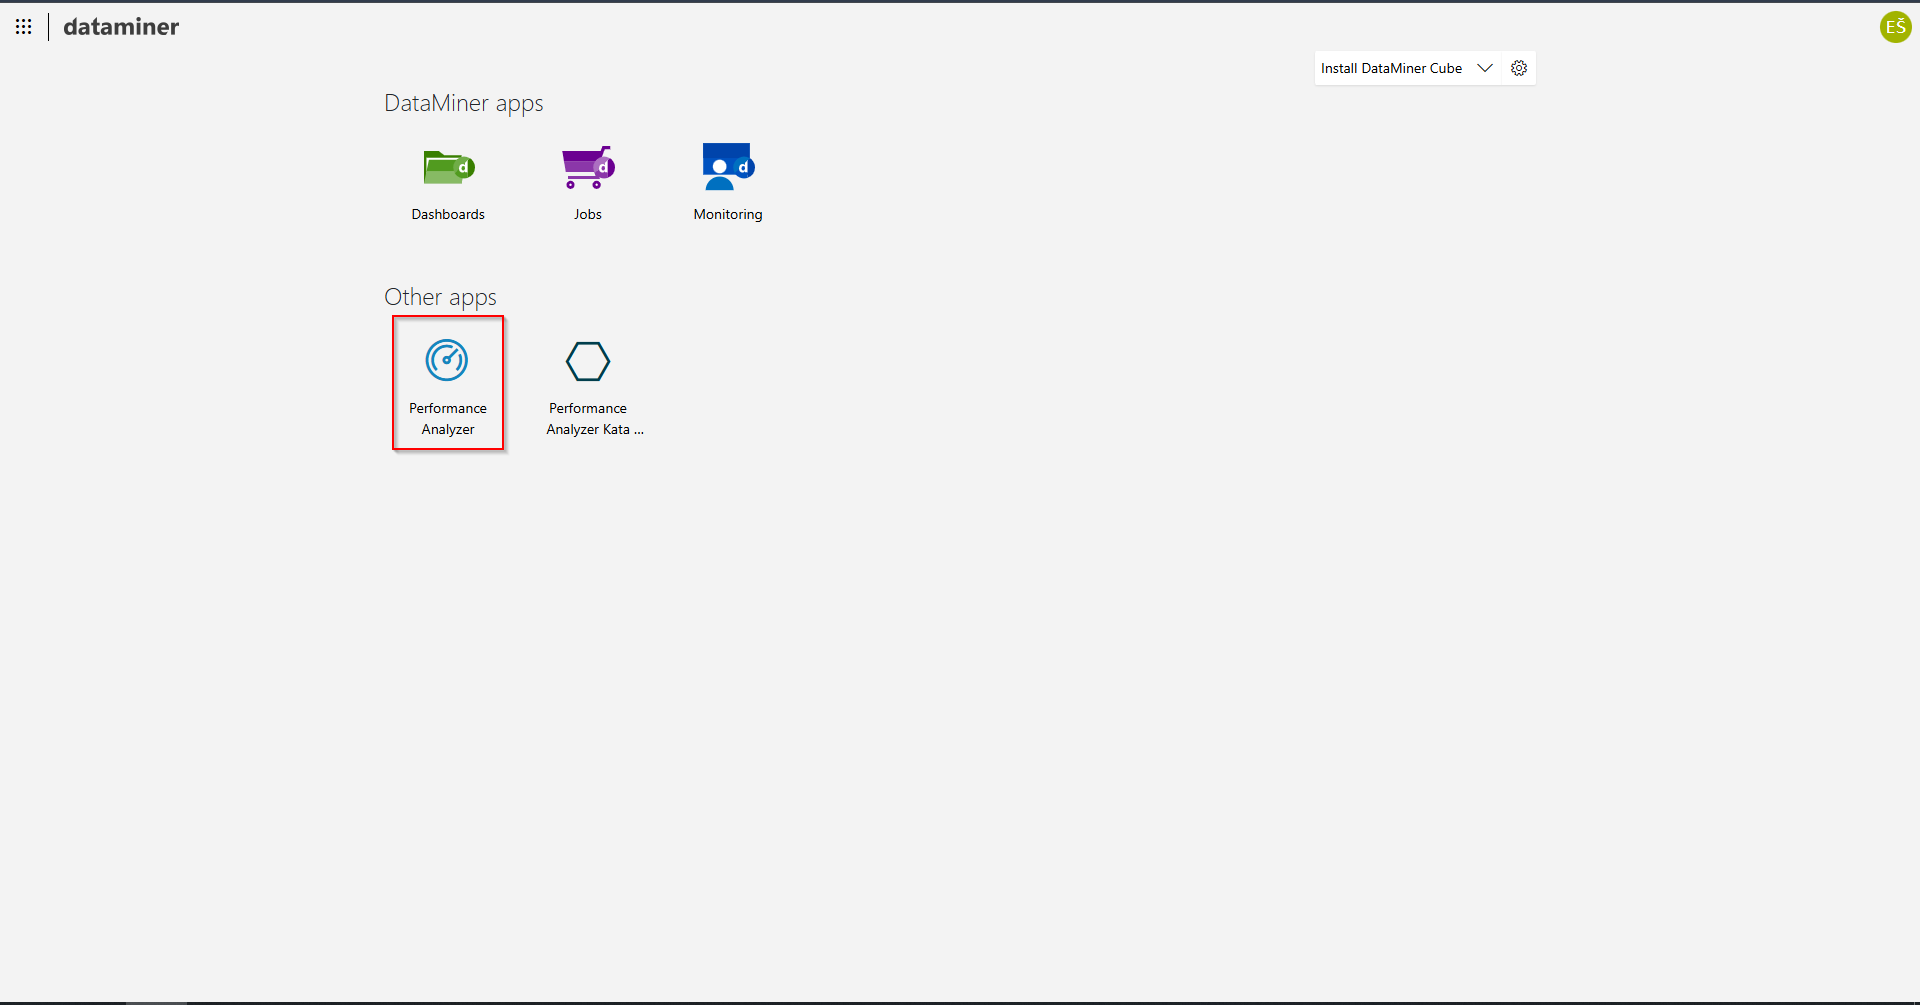 dataminer
EŠ
Install DataMiner Cube
DataMiner apps
d
d
d
Dashboards
Jobs
Monitoring
Other apps
Performance
Analyzer
Performance
Analyzer Kata ...